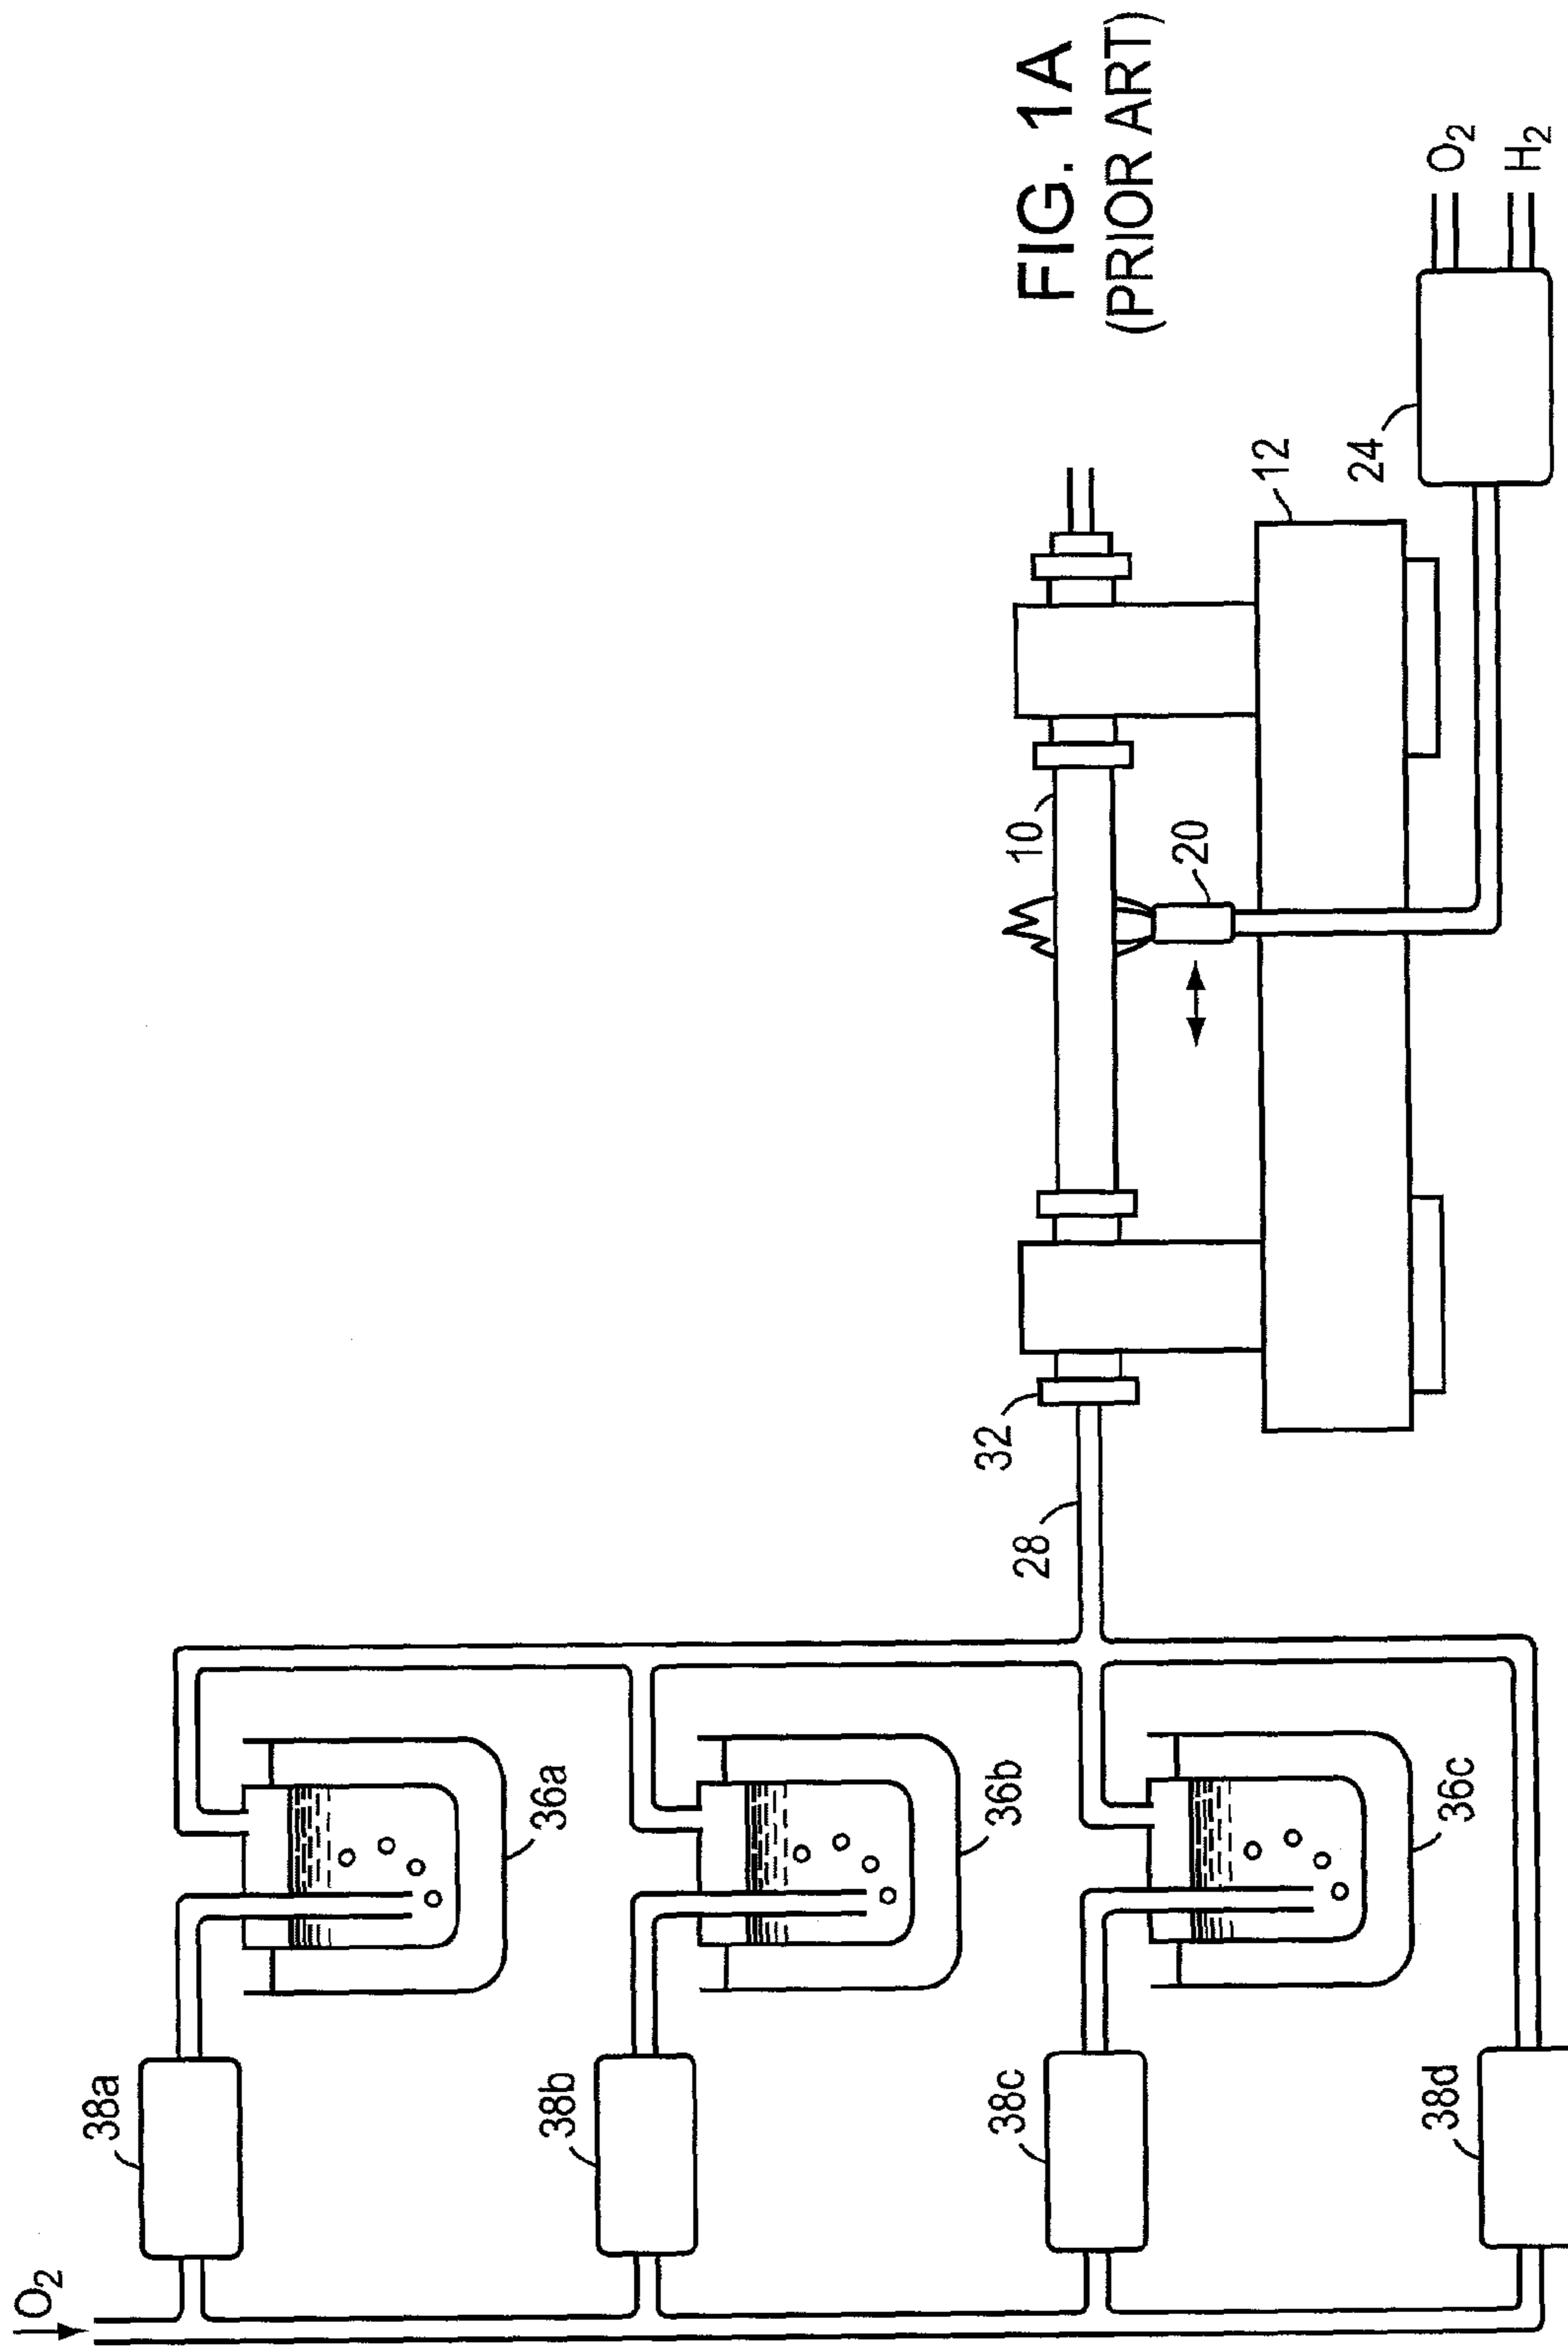 O2
38a
38b
38c
38d
36a
36b
36c
28
32
10
20
12
24
O2
H2
FIG. 1A
(PRIOR ART)